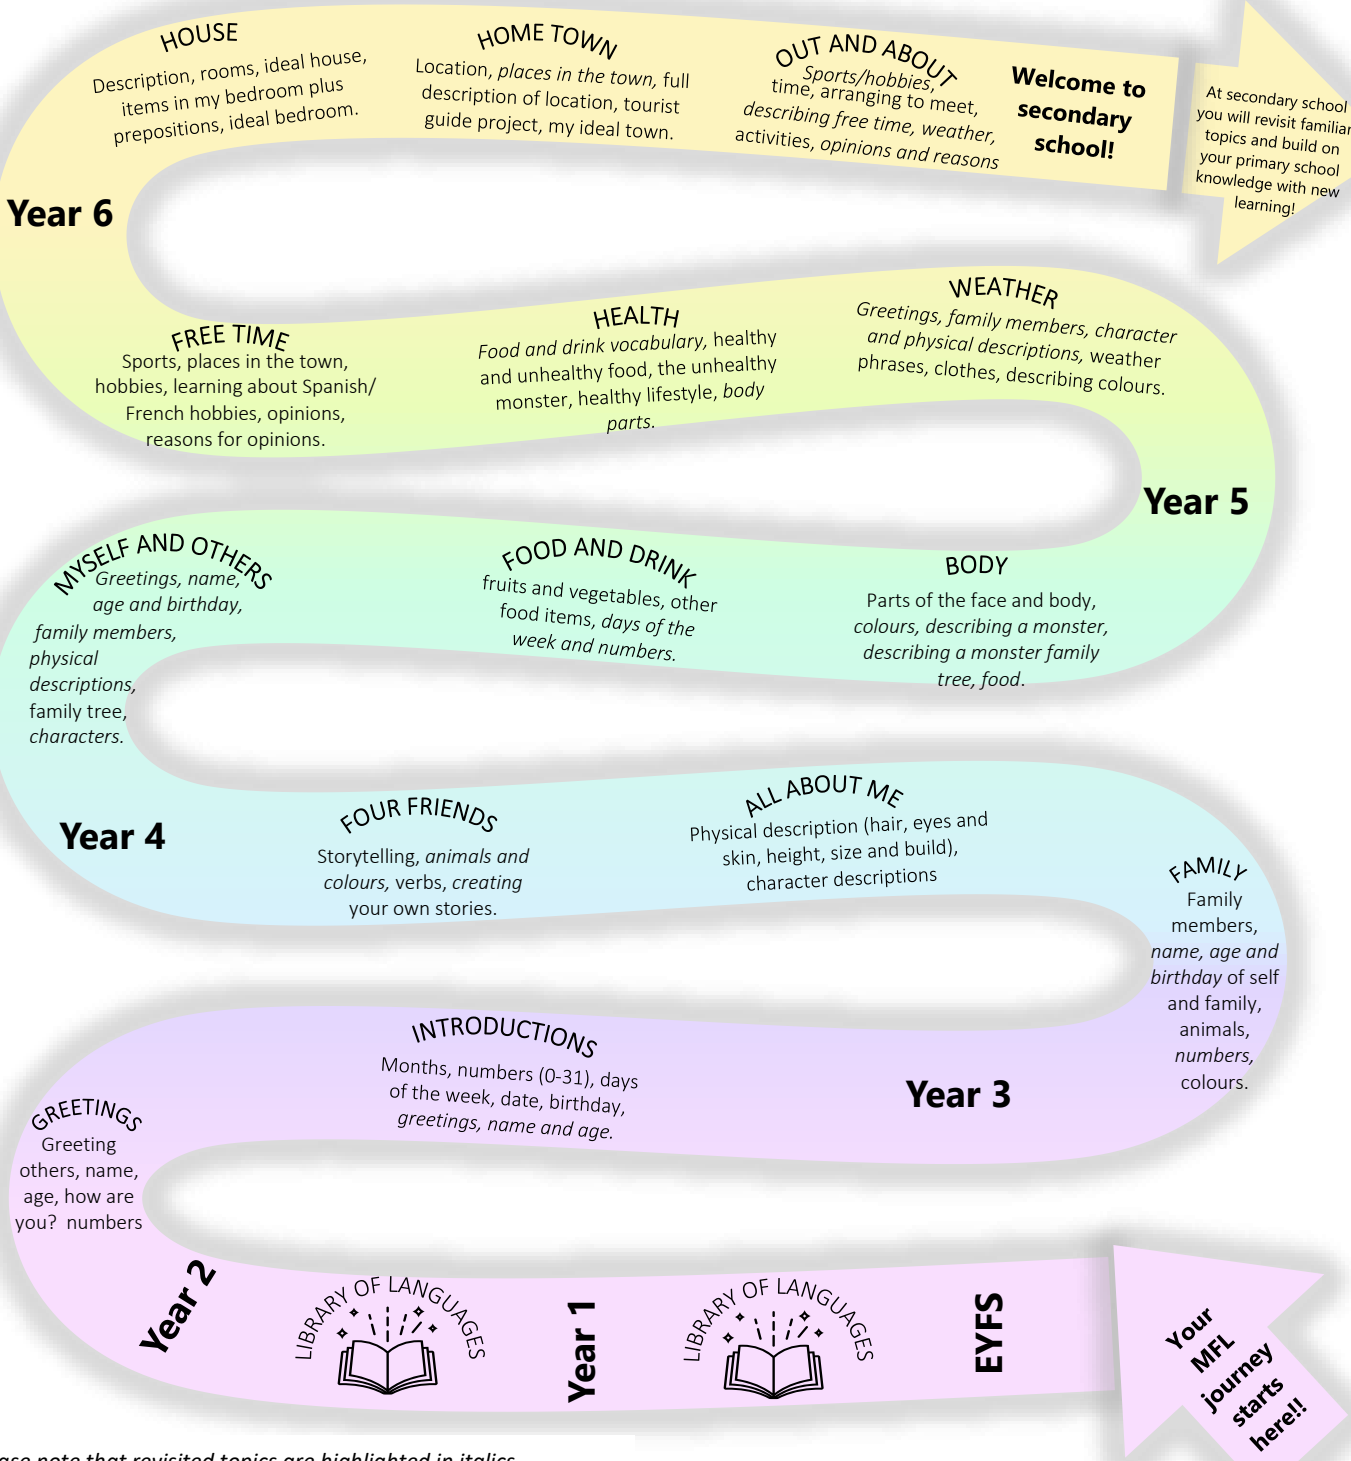 HOUSE
Description, rooms, ideal house,
items in my bedroom plus
prepositions, ideal bedroom.
HOME TOWN
Location, places in the town, full
description of location, tourist
guide project, my ideal town.
OUT AND ABOUT
Sports/hobbies,
time, arranging to meet,
describing free time, weather,
activities, opinions and reasons
Welcome to
secondary
school!
At secondary school
you will revisit familiar
topics and build on
your primary school
knowledge with new
learning!
Year 6
FREE TIME
Sports, places in the town,
hobbies, learning about Spanish/
French hobbies, opinions,
reasons for opinions.
HEALTH
Food and drink vocabulary, healthy
and unhealthy food, the unhealthy
monster, healthy lifestyle, body
parts.
WEATHER
Greetings, family members, character
and physical descriptions, weather
phrases, clothes, describing colours.
Year 5
MYSELF AND OTHERS
Greetings, name,
age and birthday,
family members,
physical
descriptions,
family tree,
characters.
FOOD AND DRINK
fruits and vegetables, other
food items, days of the
week and numbers.
BODY
Parts of the face and body,
colours, describing a monster,
describing a monster family
tree, food.
Year 4
FOUR FRIENDS
Storytelling, animals and
colours, verbs, creating
your own stories.
ALL ABOUT ME
Physical description (hair, eyes and
skin, height, size and build),
character descriptions
FAMILY
Family
members,
name, age and
birthday of self
and family,
animals,
numbers,
colours.
INTRODUCTIONS
Months, numbers (0-31), days
of the week, date, birthday,
greetings, name and age.
Year 3
GREETINGS
Greeting
others, name,
age, how are
you? numbers
Year 2
LIBRARY OF LANGUAGES
Year 1
LIBRARY OF LANGUAGES
EYFS
Your
MFL
journey
starts
here!!
note that revisited topics are highlighted in italics